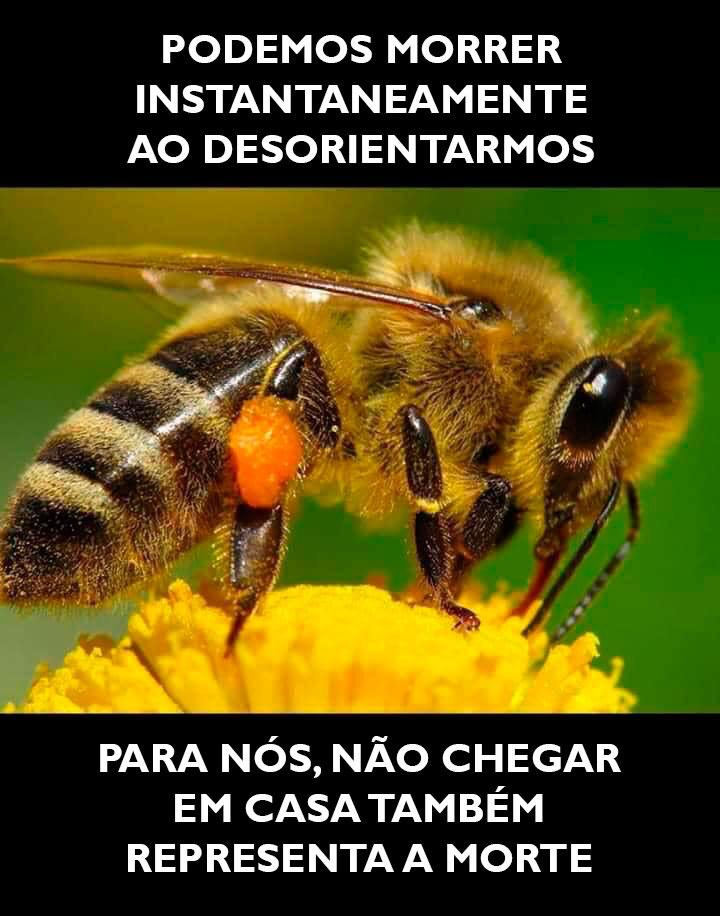 PODEMOS MORRER
INSTANTANEAMENTE
AO DESORIENTARMOS
PARA NÓS, NÃO CHEGAR
EM CASA TAMBÉM
REPRESENTA A MORTE